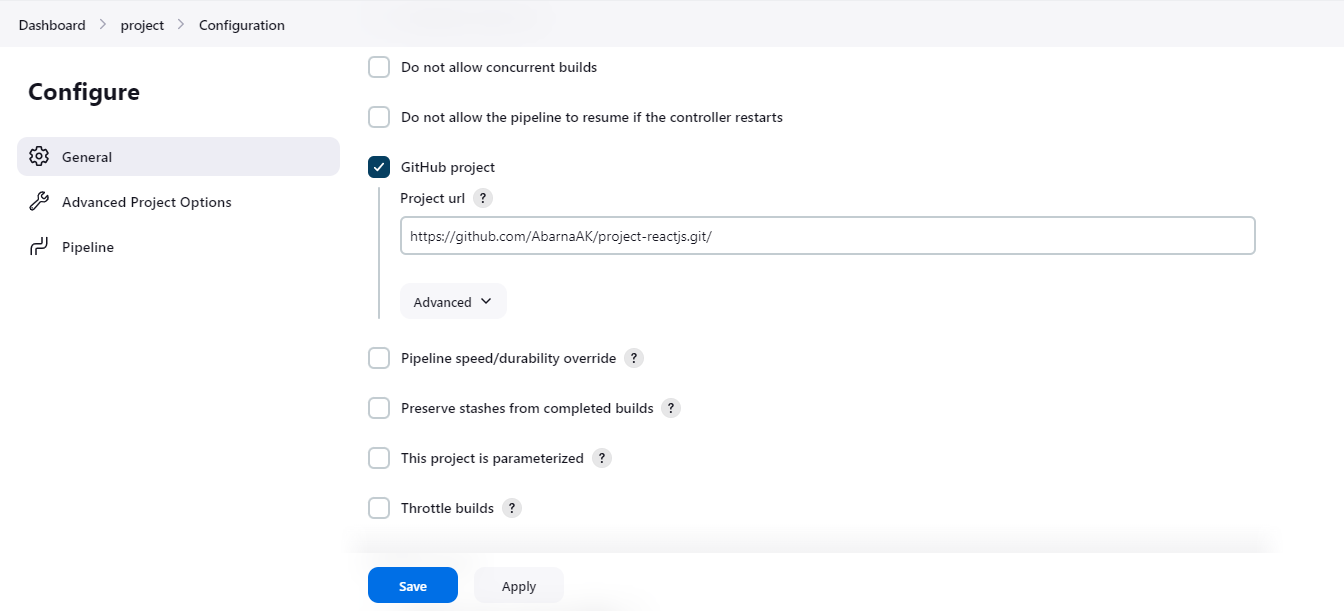 Dashboard > project > Configuration
Configure
General
Advanced Project Options
Pipeline
Do not allow concurrent builds
Do not allow the pipeline to resume if the controller restarts
GitHub project
Project url ?
https://github.com/AbarnaAK/project-reactjs.git/
Advanced
Pipeline speed/durability override ?
Preserve stashes from completed builds ?
This project is parameterized ?
Throttle builds ?
Save
Apply